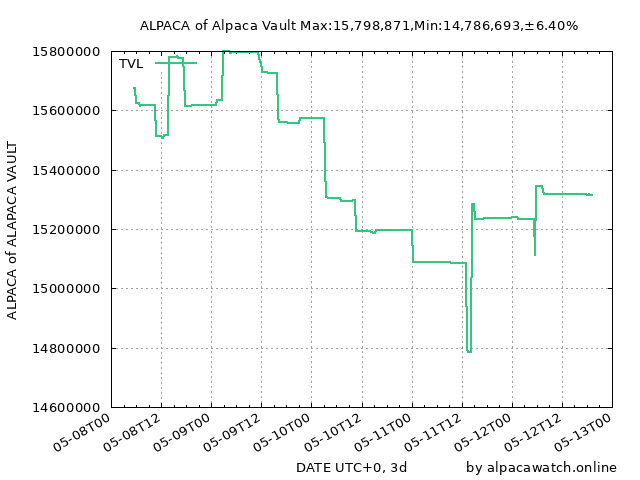 ALPACA of Alpaca Vault Max:15,798,871,Min:14,786,693,±6.40%
TVL
ALPACA of ALAPACA VAULT
15800000
15600000
15400000
15200000
15000000
14800000
14600000
05-08T00
05-08T12
05-09T00
05-09T12
05-10T00
05-10T12
05-11T00
05-11T12
05-12T00
05-12T12
05-13T00
DATE UTC+0, 3d
by alpacawatch.online